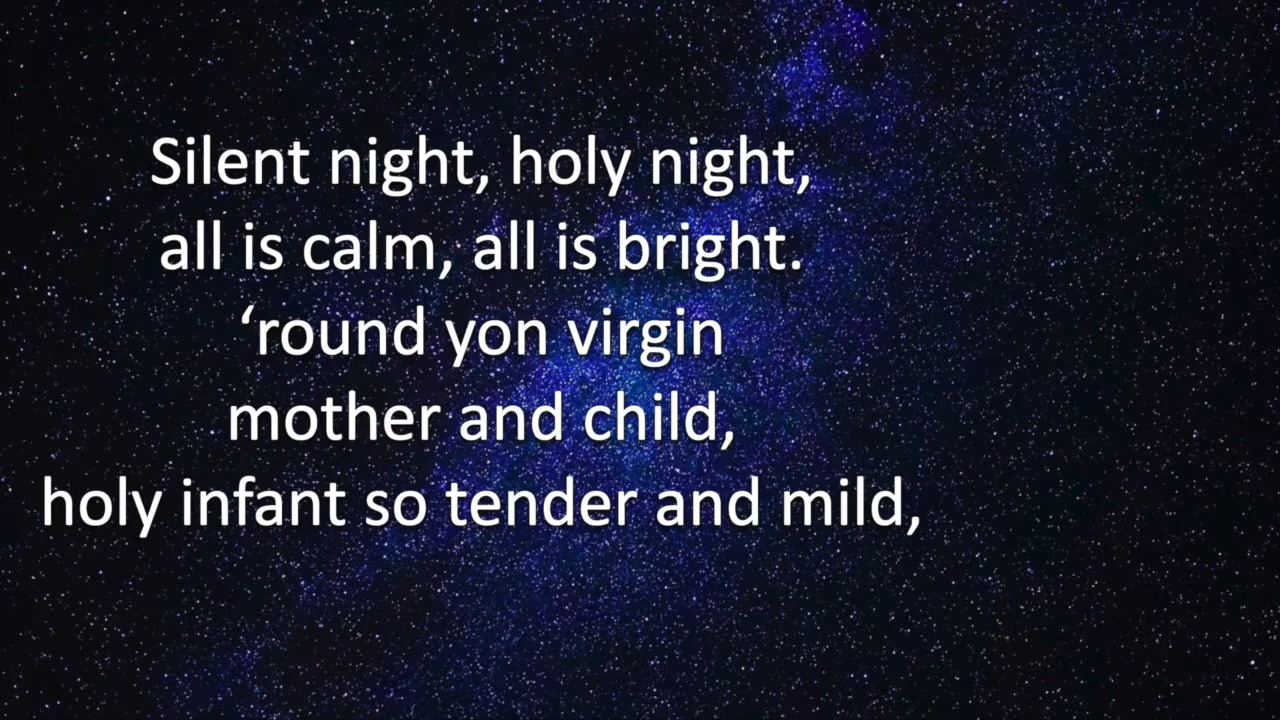 Silent night, holy night,
all is calm, all is bright.
‘round yon virgin
mother and child,
holy infant so tender and mild,